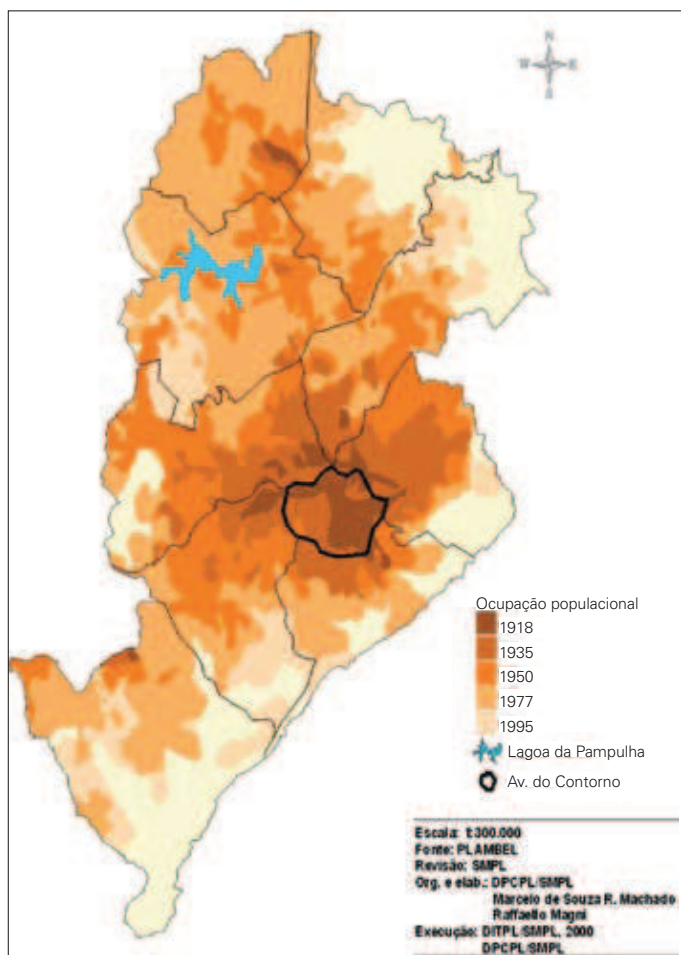 N
W E
S
Ocupação populacional
1918
1935
1950
1977
1995
Lagoa da Pampulha
Av. do Contorno
Escala: 1:300.000
Fonte: PLAMBEL
Revisão: SMPL
Org. e elab.: DPCPL/SMPL
Marcelo de Souza R. Machado
Raffaello Magni
Execução: DITPL/SMPL, 2000
DPCPL/SMPL